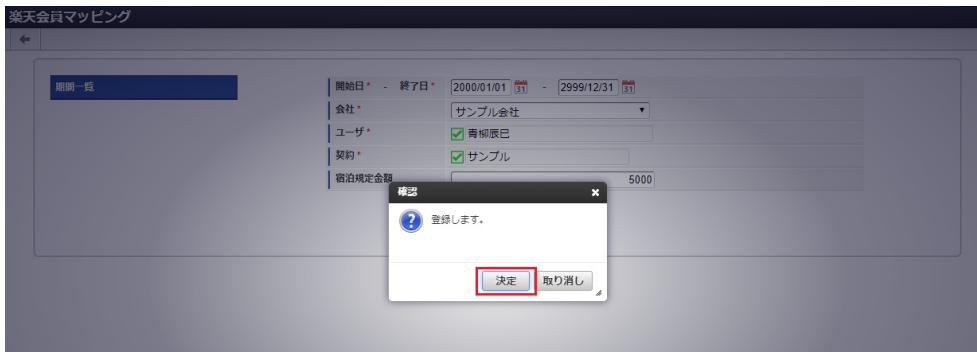 楽天会員マッピング
期間一覧
開始日* - 終了日* 2000/01/01 31 - 2999/12/31 31
会社* サンプル会社
ユーザ* 青柳辰巳
契約* サンプル
宿泊規定金額 5000
確認
登録します。
決定 取り消し